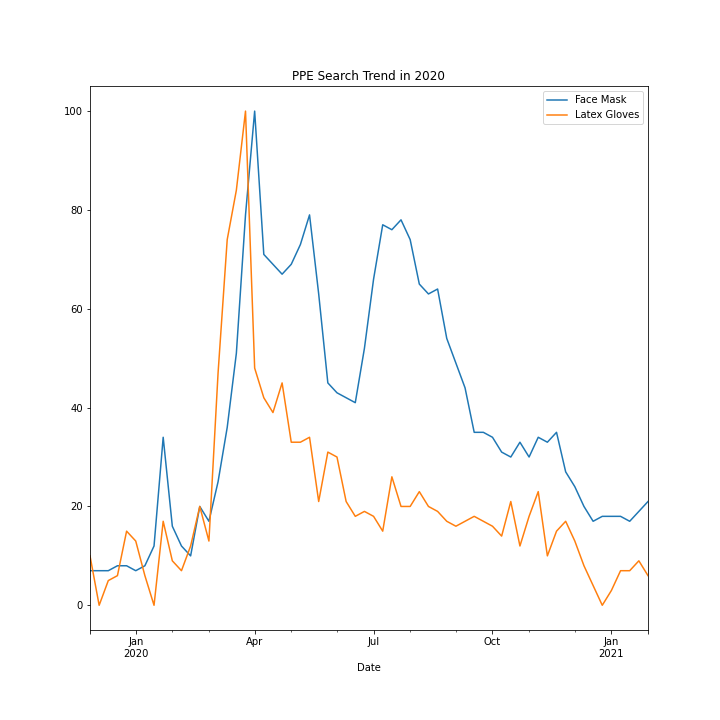 PPE Search Trend in 2020
Face Mask
Latex Gloves
100
80
60
40
20
0
Jan
2020
Apr
Jul
Oct
Jan
2021
Date